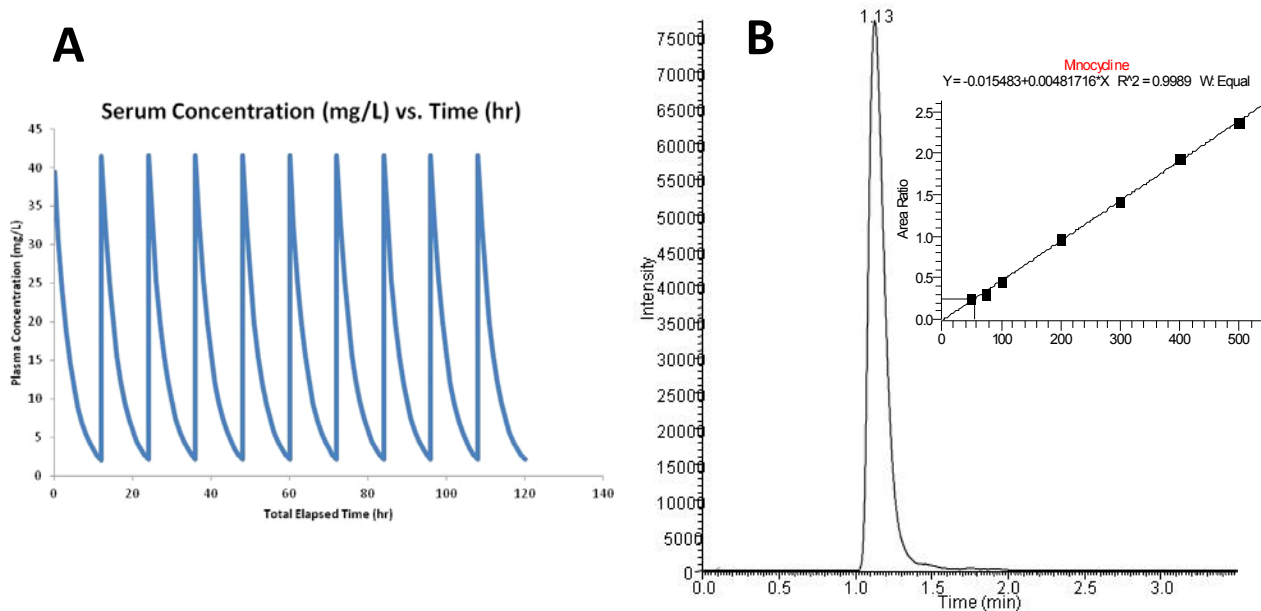 A
Serum Concentration (mg/L) vs. Time (hr)
Plasma Concentration (mg/L)
45
40
35
30
25
20
15
10
5
0
0 20 40 60 80 100 120 140
Total Elapsed Time (hr)
B
1.13
Intensity
75000
70000
65000
60000
55000
50000
45000
40000
35000
30000
25000
20000
15000
10000
5000
0
0.0 0.5 1.0 1.5 2.0 2.5 3.0
Time (min)
Mnocydine
Y = -0.015483+0.00481716*X R^2 = 0.9989 W: Equal
Area Ratio
2.5
2.0
1.5
1.0
0.5
0.0
0 100 200 300 400 500